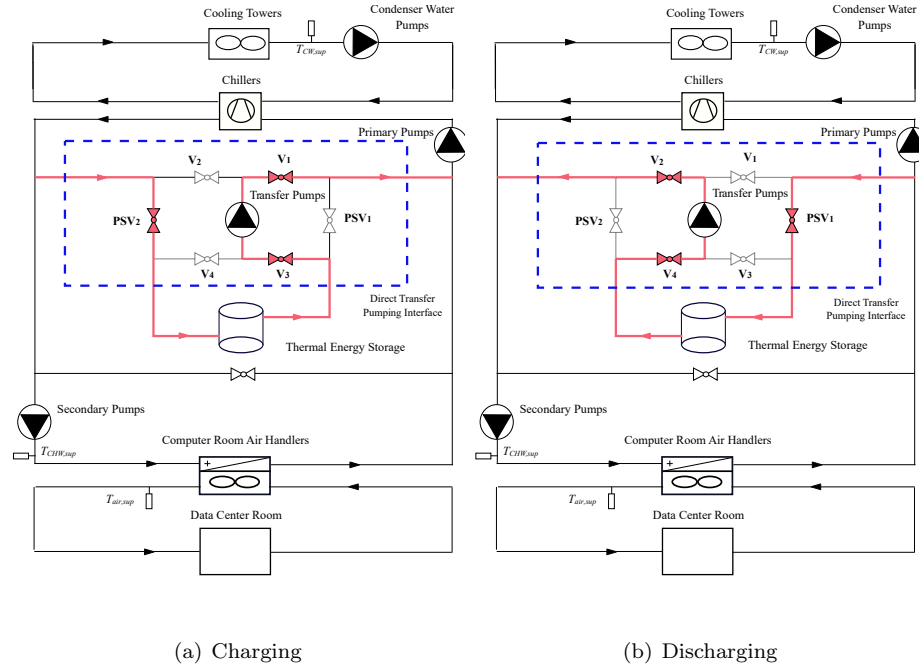 Cooling Towers
Condenser Water
Pumps
T_CW,sup
Chillers
Primary Pumps
V2
V1
Transfer Pumps
PSV2
PSV1
V4
V3
Direct Transfer
Pumping Interface
Thermal Energy Storage
Secondary Pumps
T_CHW,sup
Computer Room Air Handlers
+
T_air,sup
Data Center Room
(a) Charging
Cooling Towers
Condenser Water
Pumps
T_CW,sup
Chillers
Primary Pumps
V2
V1
Transfer Pumps
PSV2
PSV1
V4
V3
Direct Transfer
Pumping Interface
Thermal Energy Storage
Secondary Pumps
T_CHW,sup
Computer Room Air Handlers
+
T_air,sup
Data Center Room
(b) Discharging